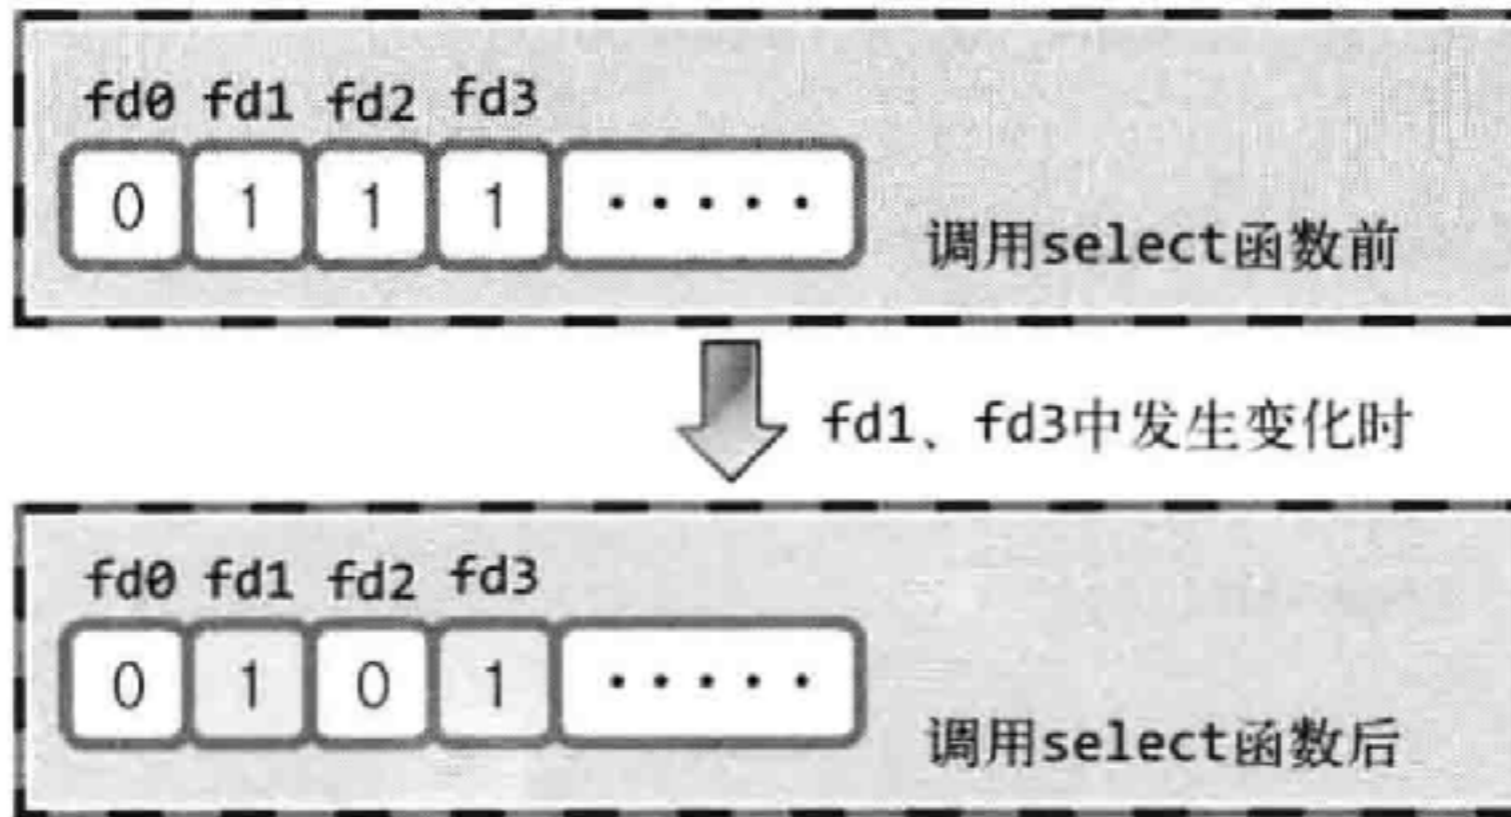 fd0 fd1 fd2 fd3
0 1 1 1 ·····
调用select函数前
fd1、fd3中发生变化时
fd0 fd1 fd2 fd3
0 1 0 1 ·····
调用select函数后